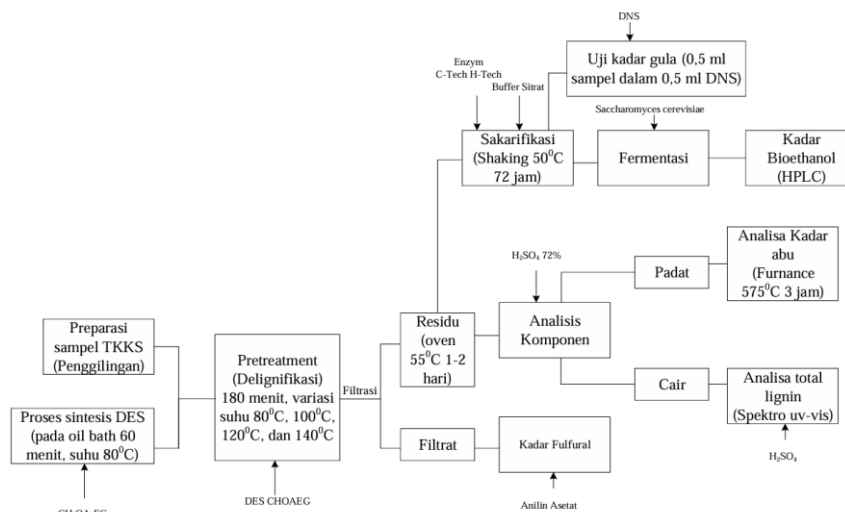 DNS
Uji kadar gula (0,5 ml
sampel dalam 0,5 ml DNS)
Enzym
C-Tech H-Tech
Buffer Sitrat
Saccharomyces cerevisiae
Sakarifikasi
(Shaking 50⁰C
72 jam)
Fermentasi
Kadar
Bioethanol
(HPLC)
H₂SO₄ 72%
Padat
Analisa Kadar
abu
(Furnance
575⁰C 3 jam)
Preparasi
sampel TKKS
(Penggilingan)
Proses sintesis DES
(pada oil bath 60
menit, suhu 80⁰C)
Pretreatment
(Delignifikasi)
180 menit, variasi
suhu 80⁰C, 100⁰C,
120⁰C, dan 140⁰C
Filtrasi
Residu
(oven
55⁰C 1-2
hari)
Analisis
Komponen
Cair
Analisa total
lignin
(Spektro uv-vis)
H₂SO₄
Filtrat
Kadar Fulfural
DES CHOAEG
Anilin Asetat